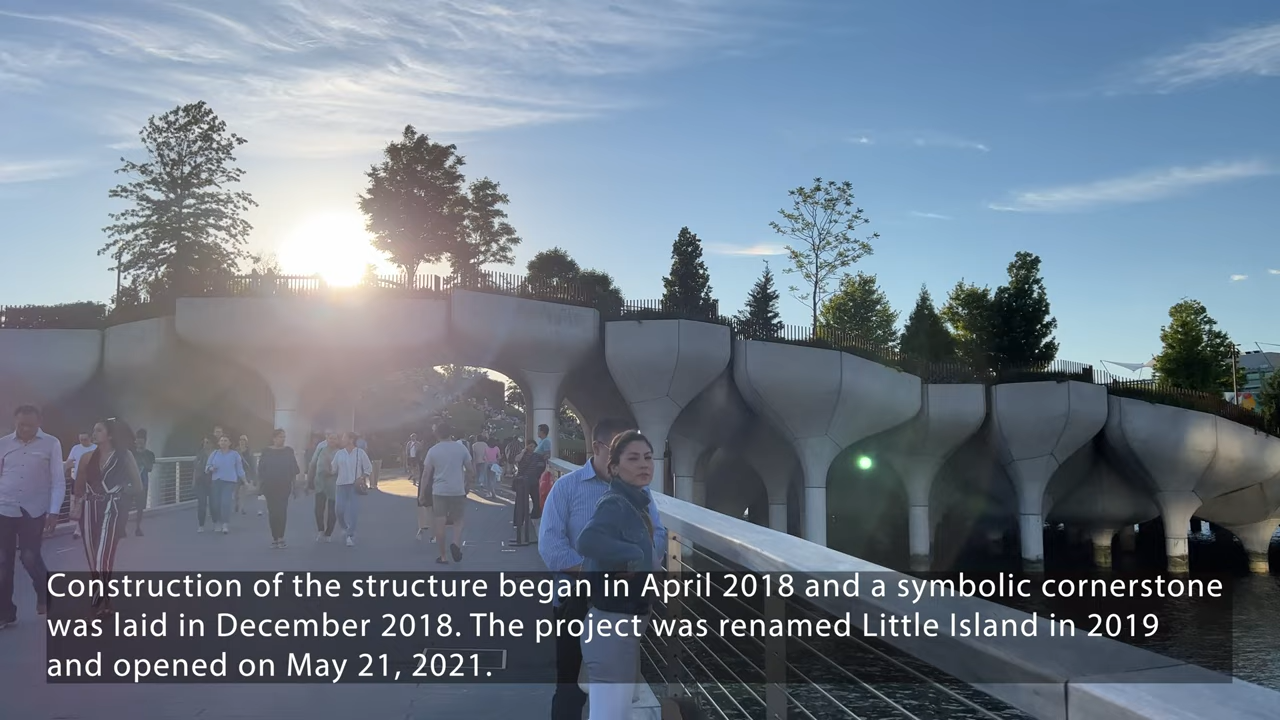 Construction of the structure began in April 2018 and a symbolic cornerstone
was laid in December 2018. The project was renamed Little Island in 2019
and opened on May 21, 2021.